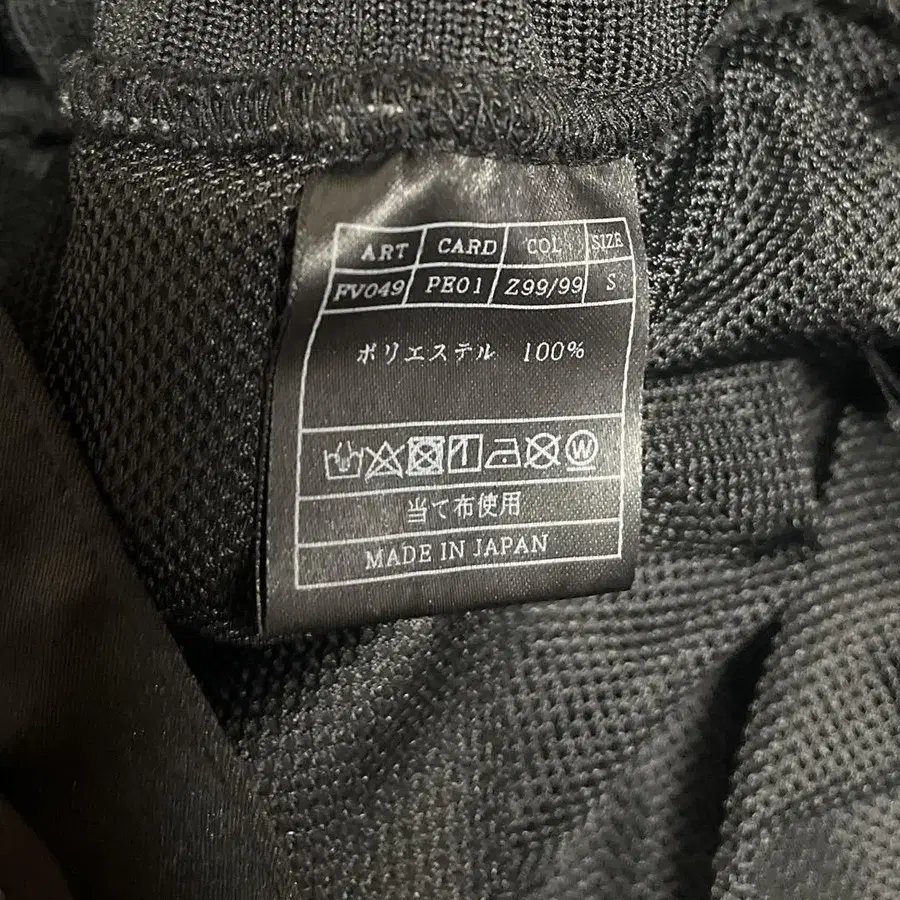 ART CARD COL SIZE
FV049 PE01 Z99/99 S
ポリエステル 100%
W
当て布使用
MADE IN JAPAN